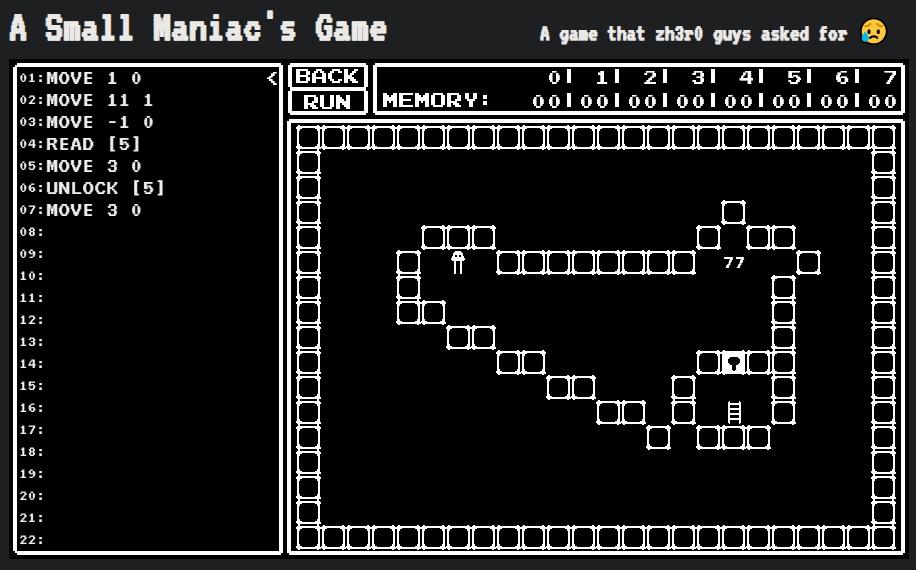 A Small Maniac's Game
A game that zh3r0 guys asked for 😥
01:MOVE 1 0 <
02:MOVE 11 1
03:MOVE -1 0
04:READ [5]
05:MOVE 3 0
06:UNLOCK [5]
07:MOVE 3 0
08:
09:
10:
11:
12:
13:
14:
15:
16:
17:
18:
19:
20:
21:
22:
BACK
RUN
0| 1| 2| 3| 4| 5| 6| 7
MEMORY: 00|00|00|00|00|00|00|00
77